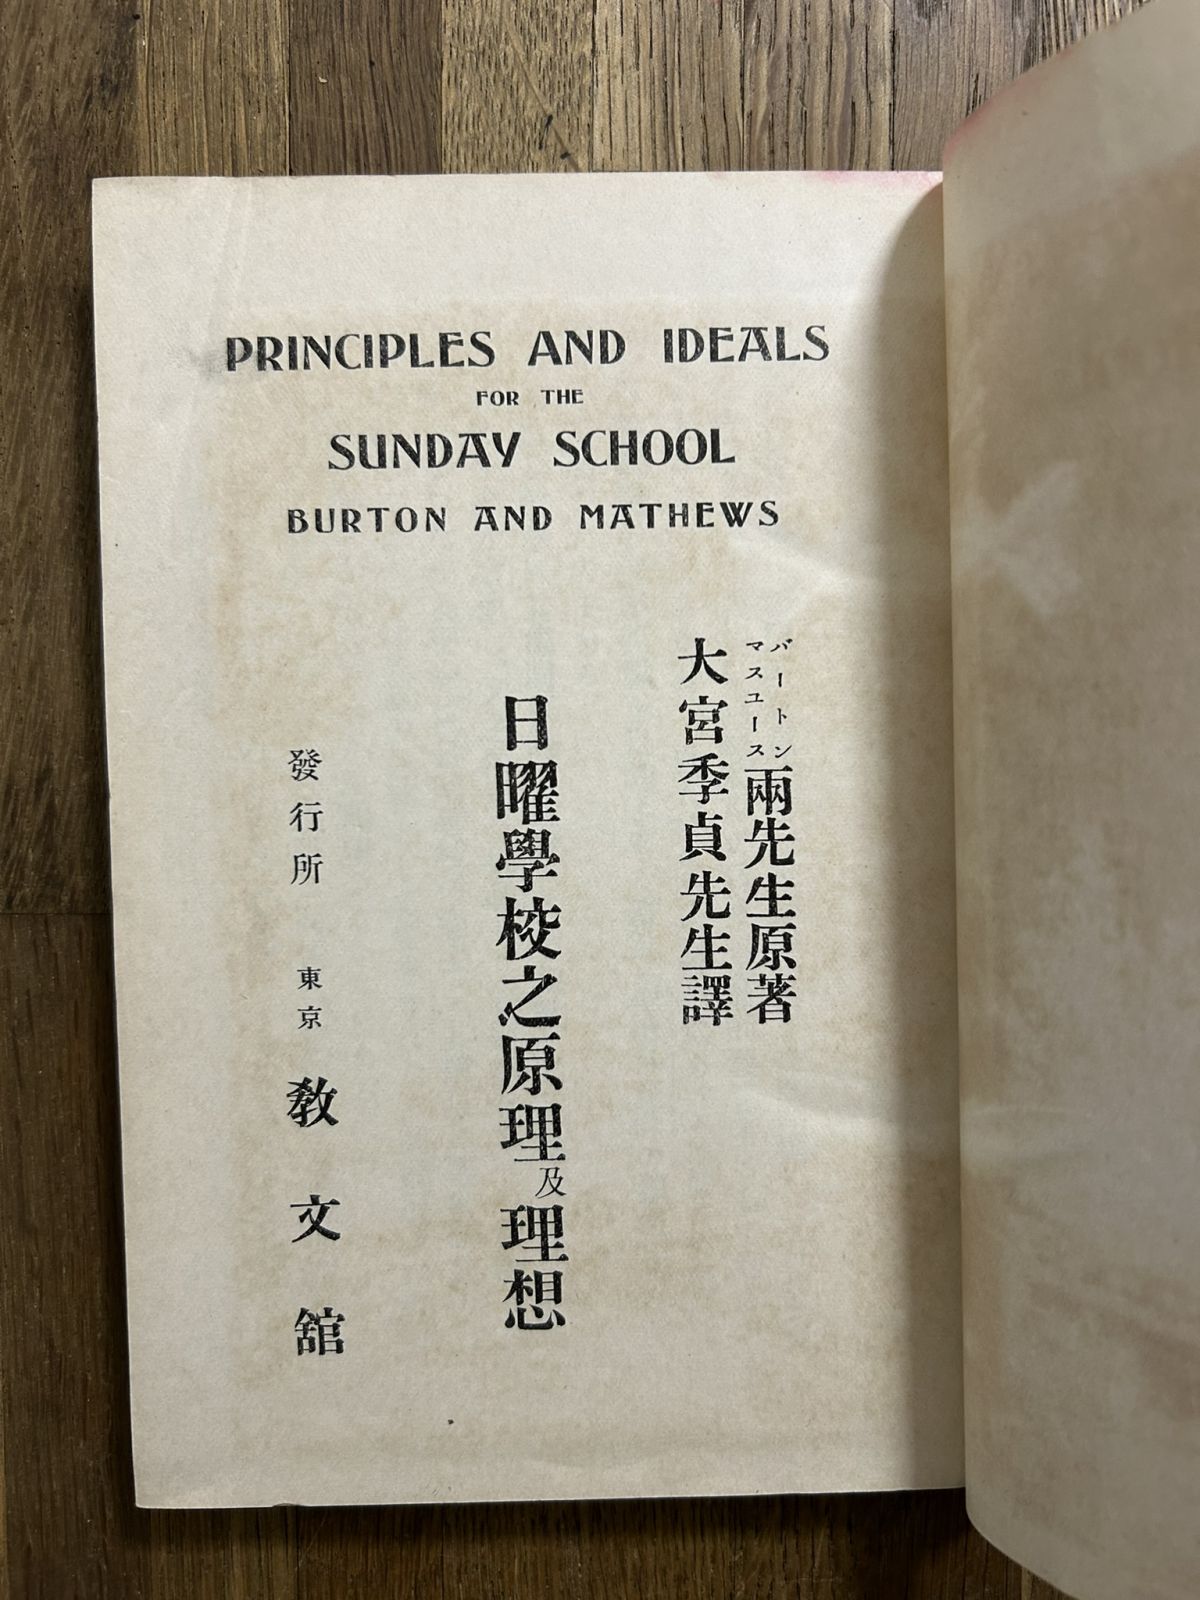 PRINCIPLES AND IDEALS
FOR THE
SUNDAY SCHOOL
BURTON AND MATHEWS
バートン
マスユース
兩先生原著
大宮季貞先生譯
日曜學校之原理及理想
發行所 東京 教文舘